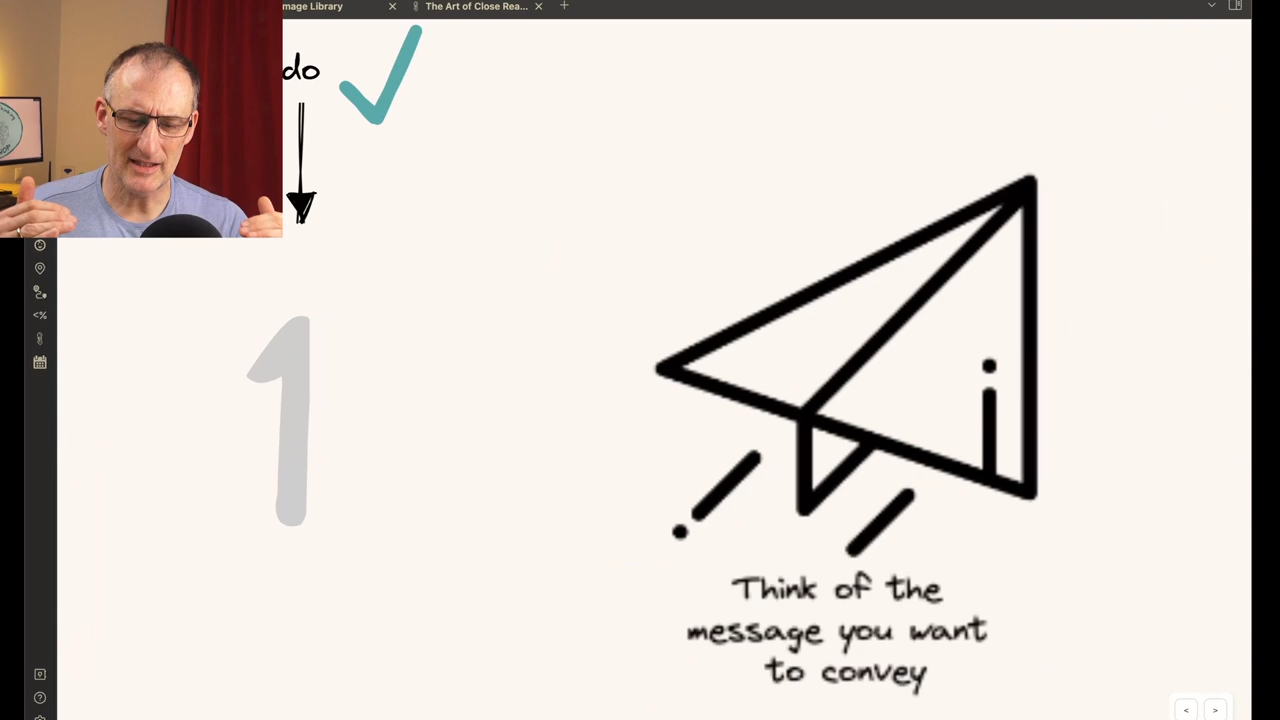 mage Library
The Art of Close Rea...
do
1
Think of the
message you want
to convey